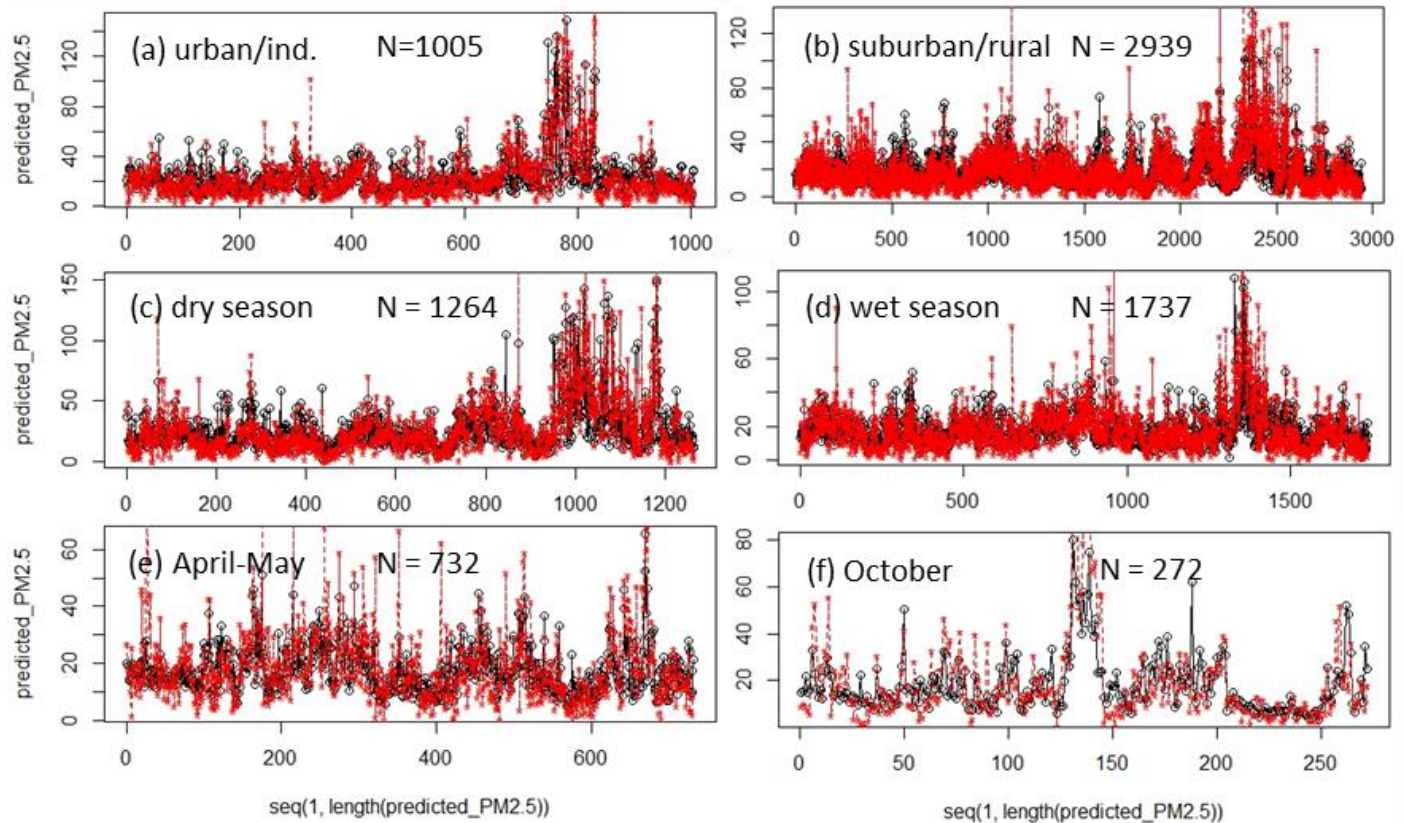 (a) urban/ind. N=1005
predicted_PM2.5
0 40 80 120
0 200 400 600 800 1000
(b) suburban/rural N = 2939
0 40 80 120
0 500 1000 1500 2000 2500 3000
(c) dry season N = 1264
predicted_PM2.5
0 50 100 150
0 200 400 600 800 1000 1200
(d) wet season N = 1737
0 20 60 100
0 500 1000 1500
(e) April-May N = 732
predicted_PM2.5
0 20 40 60
0 200 400 600
seq(1, length(predicted_PM2.5))
(f) October N = 272
20 40 60 80
0 50 100 150 200 250
seq(1, length(predicted_PM2.5))